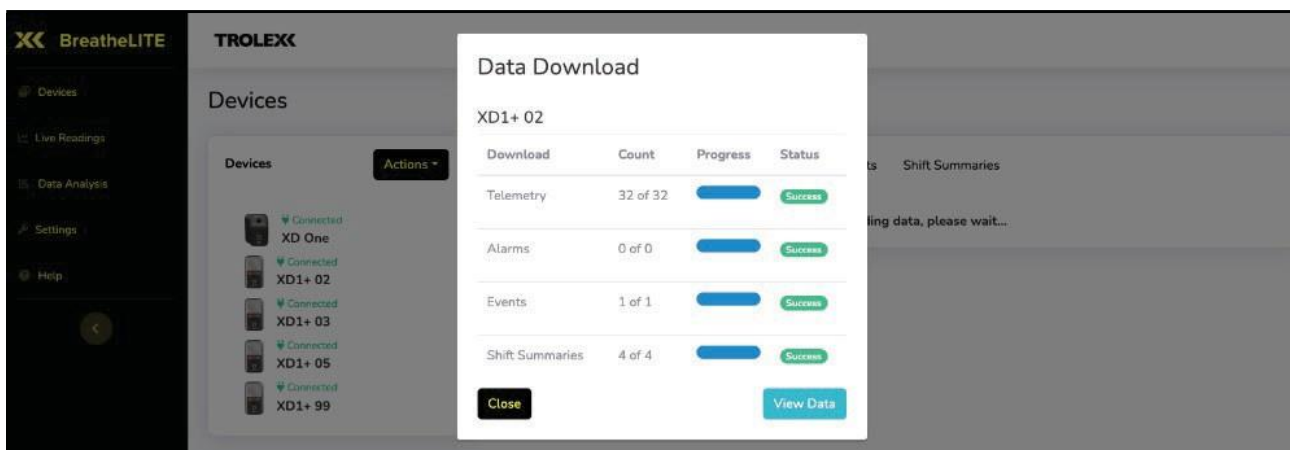 BreatheLITE
TROLEX
Devices
Live Readings
Data Analysis
Settings
Help
Devices
Devices
Actions
Connected
XD One
Connected
XD1+ 02
Connected
XD1+ 03
Connected
XD1+ 05
Connected
XD1+ 99
Data Download
XD1+ 02
Download Count Progress Status
Telemetry 32 of 32 Success
Alarms 0 of 0 Success
Events 1 of 1 Success
Shift Summaries 4 of 4 Success
Close View Data
ts Shift Summaries
ding data, please wait...